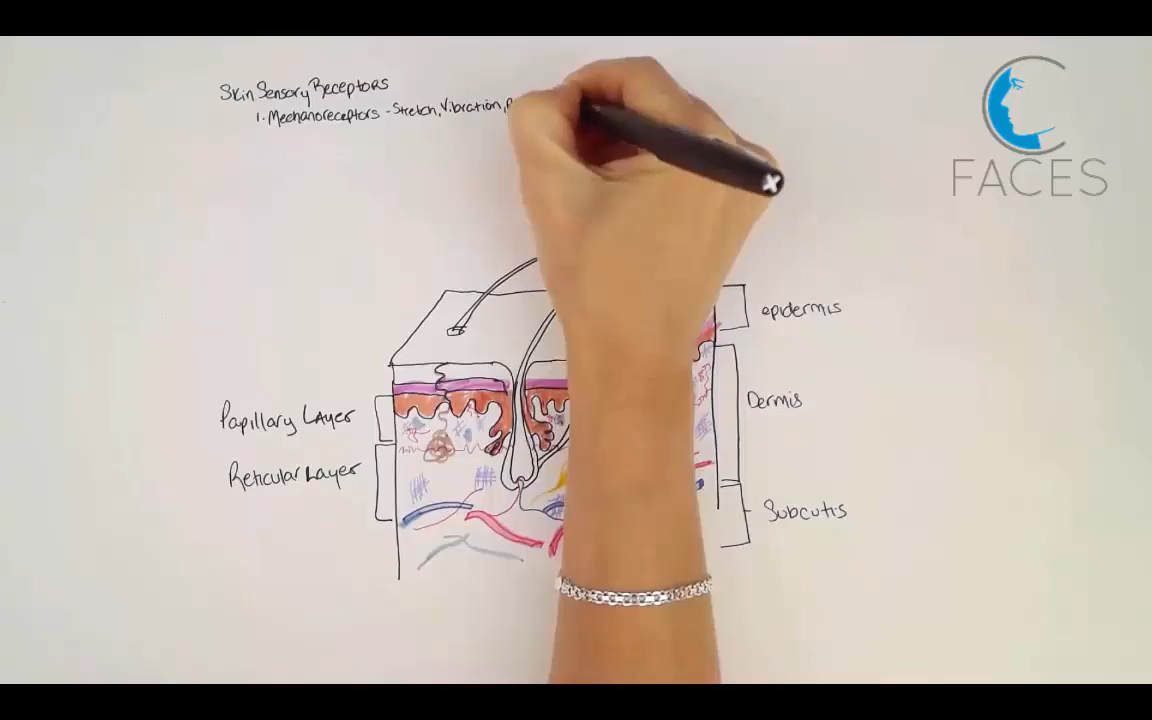 Skin Sensory Receptors
1. Mechanoreceptors - Stretch, Vibration,
FACES
epidermis
Papillary Layer
Dermis
Reticular Layer
Subcutis